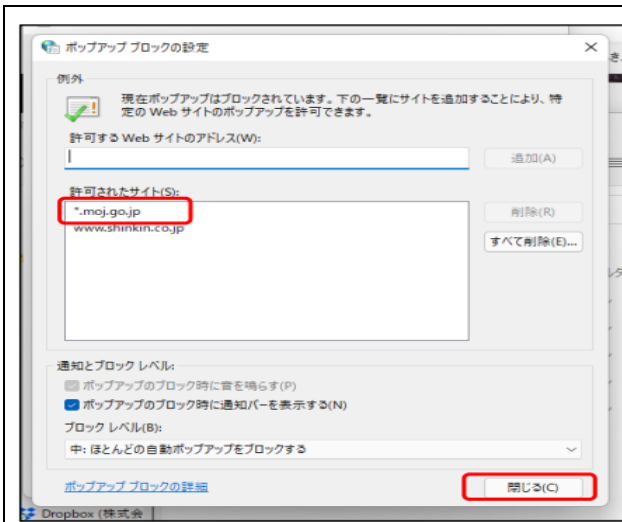 ポップアップ ブロックの設定
例外
現在ポップアップはブロックされています。下の一覧にサイトを追加することにより、特
定の Web サイトのポップアップを許可できます。
許可する Web サイトのアドレス(W):
追加(A)
許可されたサイト(S):
*.moj.go.jp
削除(R)
www.shinkin.co.jp
すべて削除(E)...
通知とブロック レベル:
ポップアップのブロック時に音を鳴らす(P)
ポップアップのブロック時に通知バーを表示する(N)
ブロック レベル(B):
中: ほとんどの自動ポップアップをブロックする
ポップアップ ブロックの詳細
閉じる(C)
Dropbox (株式会